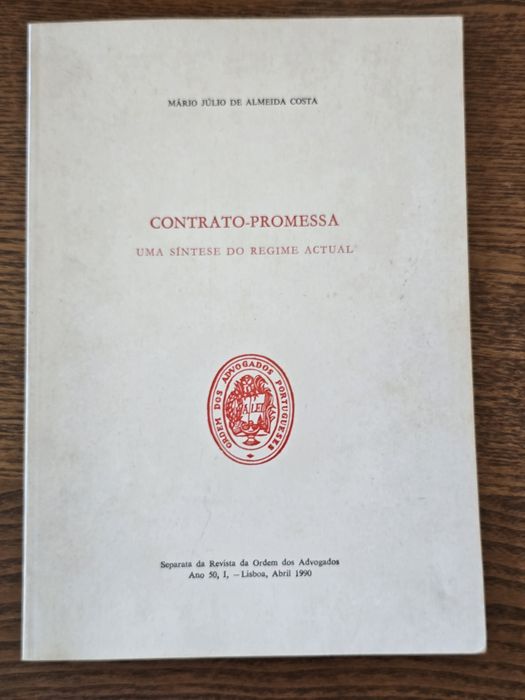 MÁRIO JÚLIO DE ALMEIDA COSTA
CONTRATO-PROMESSA
UMA SÍNTESE DO REGIME ACTUAL
ORDEM DOS ADVOGADOS PORTUGUESES
A LEI
Separata da Revista da Ordem dos Advogados
Ano 50, I, — Lisboa, Abril 1990